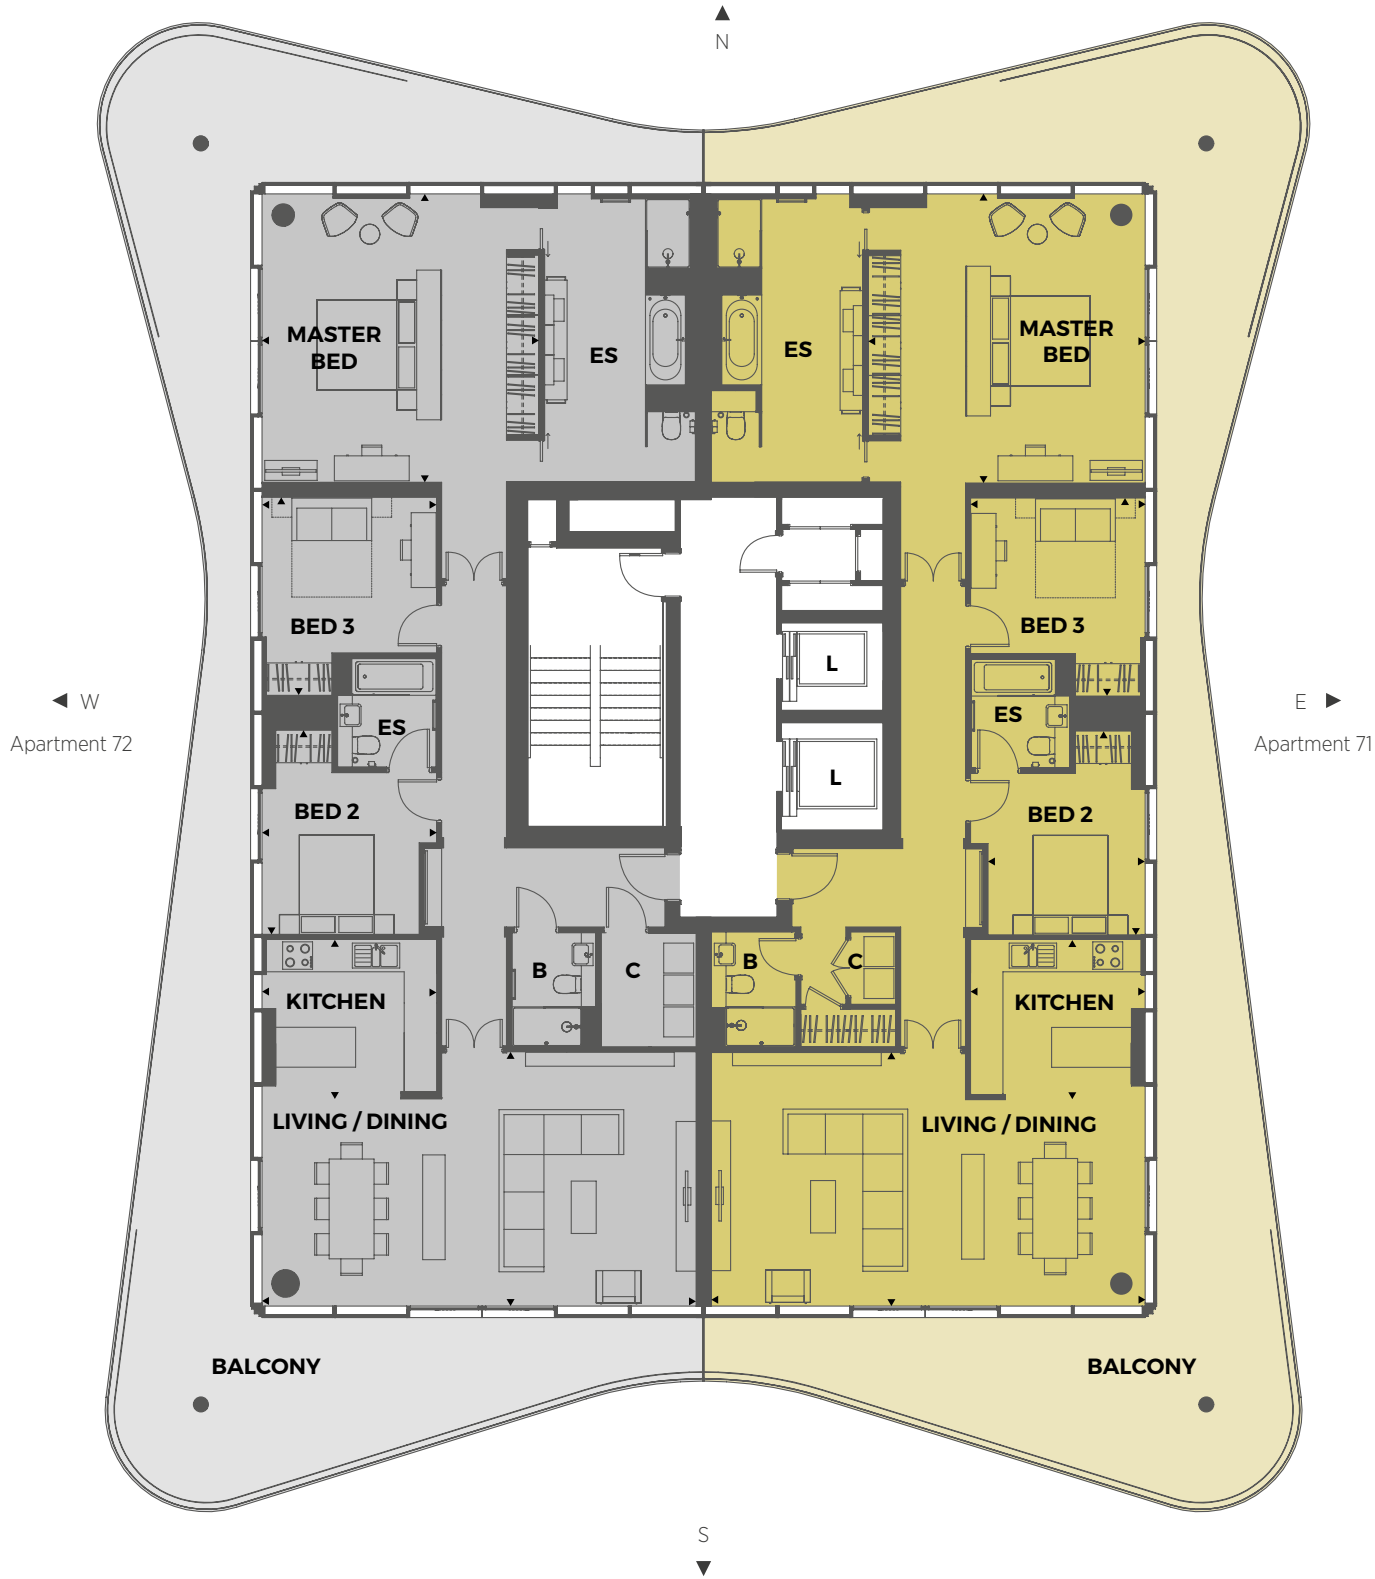 N
MASTER
BED
ES
ES
MASTER
BED
BED 3
BED 3
L
W
Apartment 72
ES
ES
E
Apartment 71
L
BED 2
BED 2
B
C
B
C
KITCHEN
KITCHEN
LIVING / DINING
LIVING / DINING
BALCONY
BALCONY
S